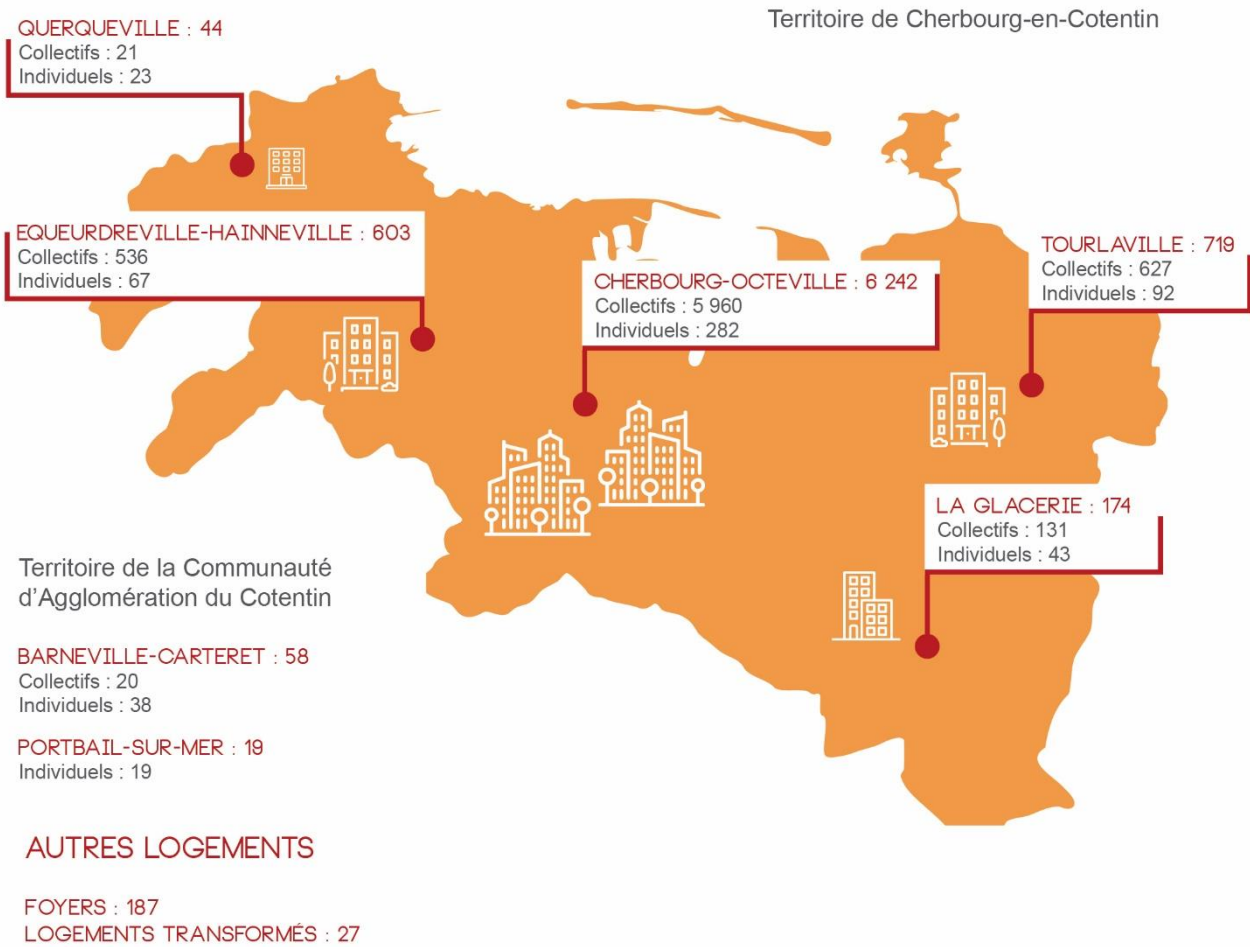 Territoire de Cherbourg-en-Cotentin
QUERQUEVILLE : 44
Collectifs : 21
Individuels : 23
EQUEURDREVILLE-HAINNEVILLE : 603
Collectifs : 536
Individuels : 67
CHERBOURG-OCTEVILLE : 6 242
Collectifs : 5 960
Individuels : 282
TOURLAVILLE : 719
Collectifs : 627
Individuels : 92
LA GLACERIE : 174
Collectifs : 131
Individuels : 43
Territoire de la Communauté
d'Agglomération du Cotentin
BARNEVILLE-CARTERET : 58
Collectifs : 20
Individuels : 38
PORTBAIL-SUR-MER : 19
Individuels : 19
AUTRES LOGEMENTS
FOYERS : 187
LOGEMENTS TRANSFORMÉS : 27